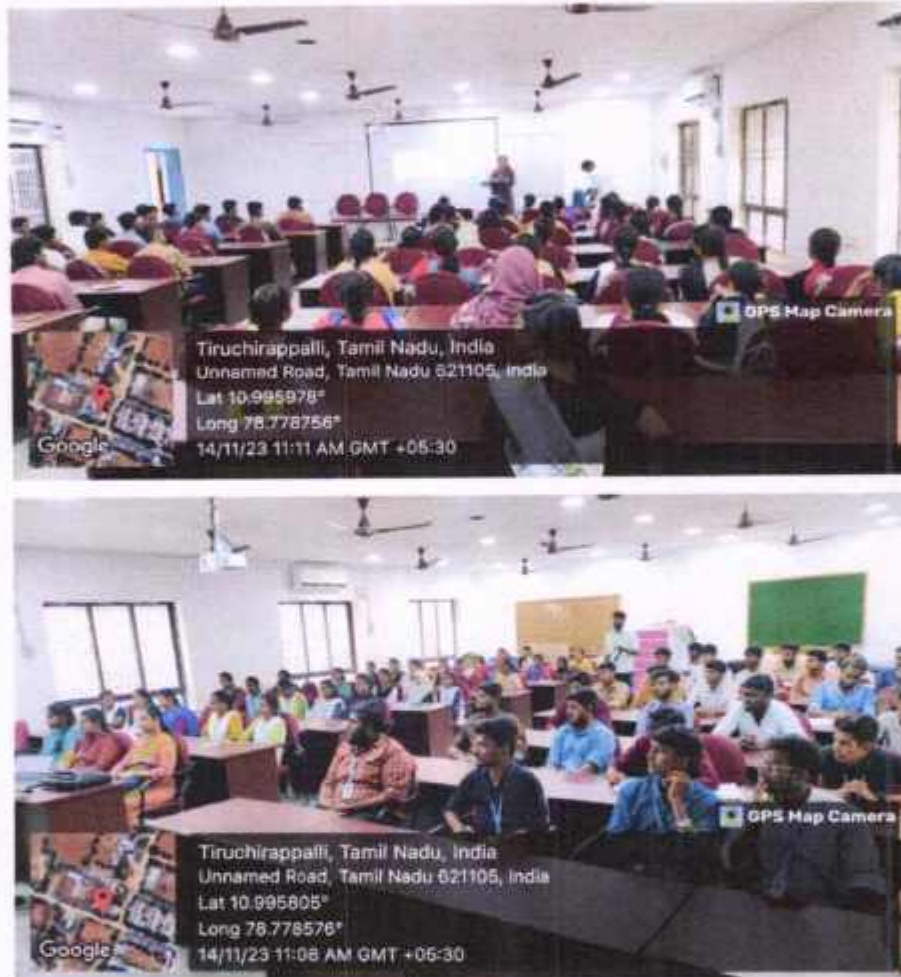 GPS Map Camera
Tiruchirappalli, Tamil Nadu, India
Unnamed Road, Tamil Nadu 621105, India
Lat 10.995978°
Long 78.778756°
14/11/23 11:11 AM GMT +05:30
Google
GPS Map Camera
Tiruchirappalli, Tamil Nadu, India
Unnamed Road, Tamil Nadu 621105, India
Lat 10.995805°
Long 78.778576°
14/11/23 11:08 AM GMT +05:30
Google